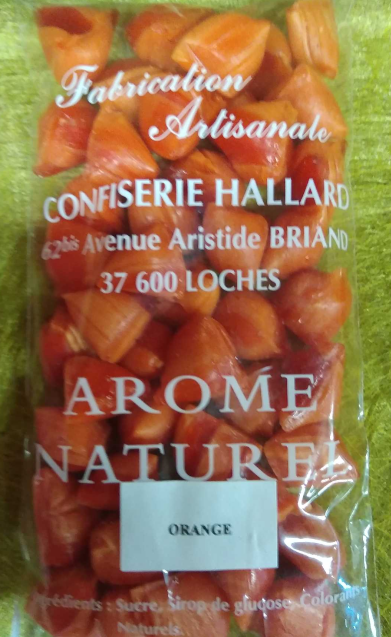 Fabrication
Artisanale
CONFISERIE HALLARD
62bis Avenue Aristide BRIAND
37 600 LOCHES
AROME
NATUREL
ORANGE
Ingrédients : Sucre, Sirop de glucose, Colorants
Naturels.